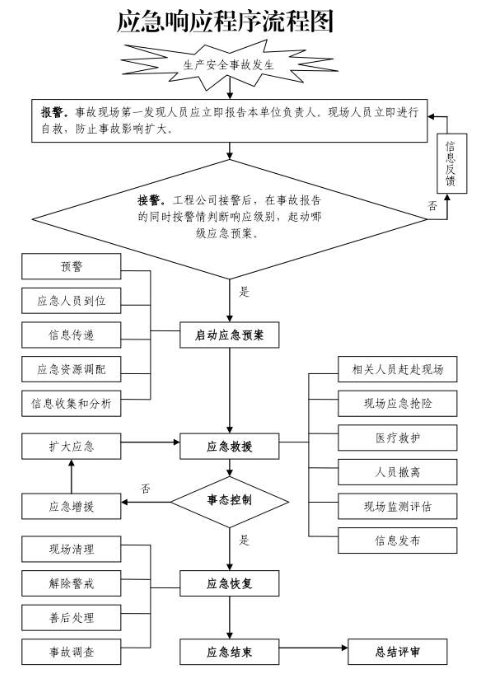 应急响应程序流程图
生产安全事故发生
报警。事故现场第一发现人员应立即报告本单位负责人、现场人员立即进行
自救，防止事故影响扩大。
信息反馈
接警。工程公司接警后，在事故报告
的同时按警情判断响应级别，起动哪
级应急预案。
否
是
预警
应急人员到位
信息传递
应急资源调配
信息收集和分析
启动应急预案
相关人员赶赴现场
现场应急抢险
医疗救护
人员撤离
现场监测评估
信息发布
扩大应急
应急救援
应急增援
否
事态控制
是
现场清理
解除警戒
善后处理
事故调查
应急恢复
应急结束
总结评审